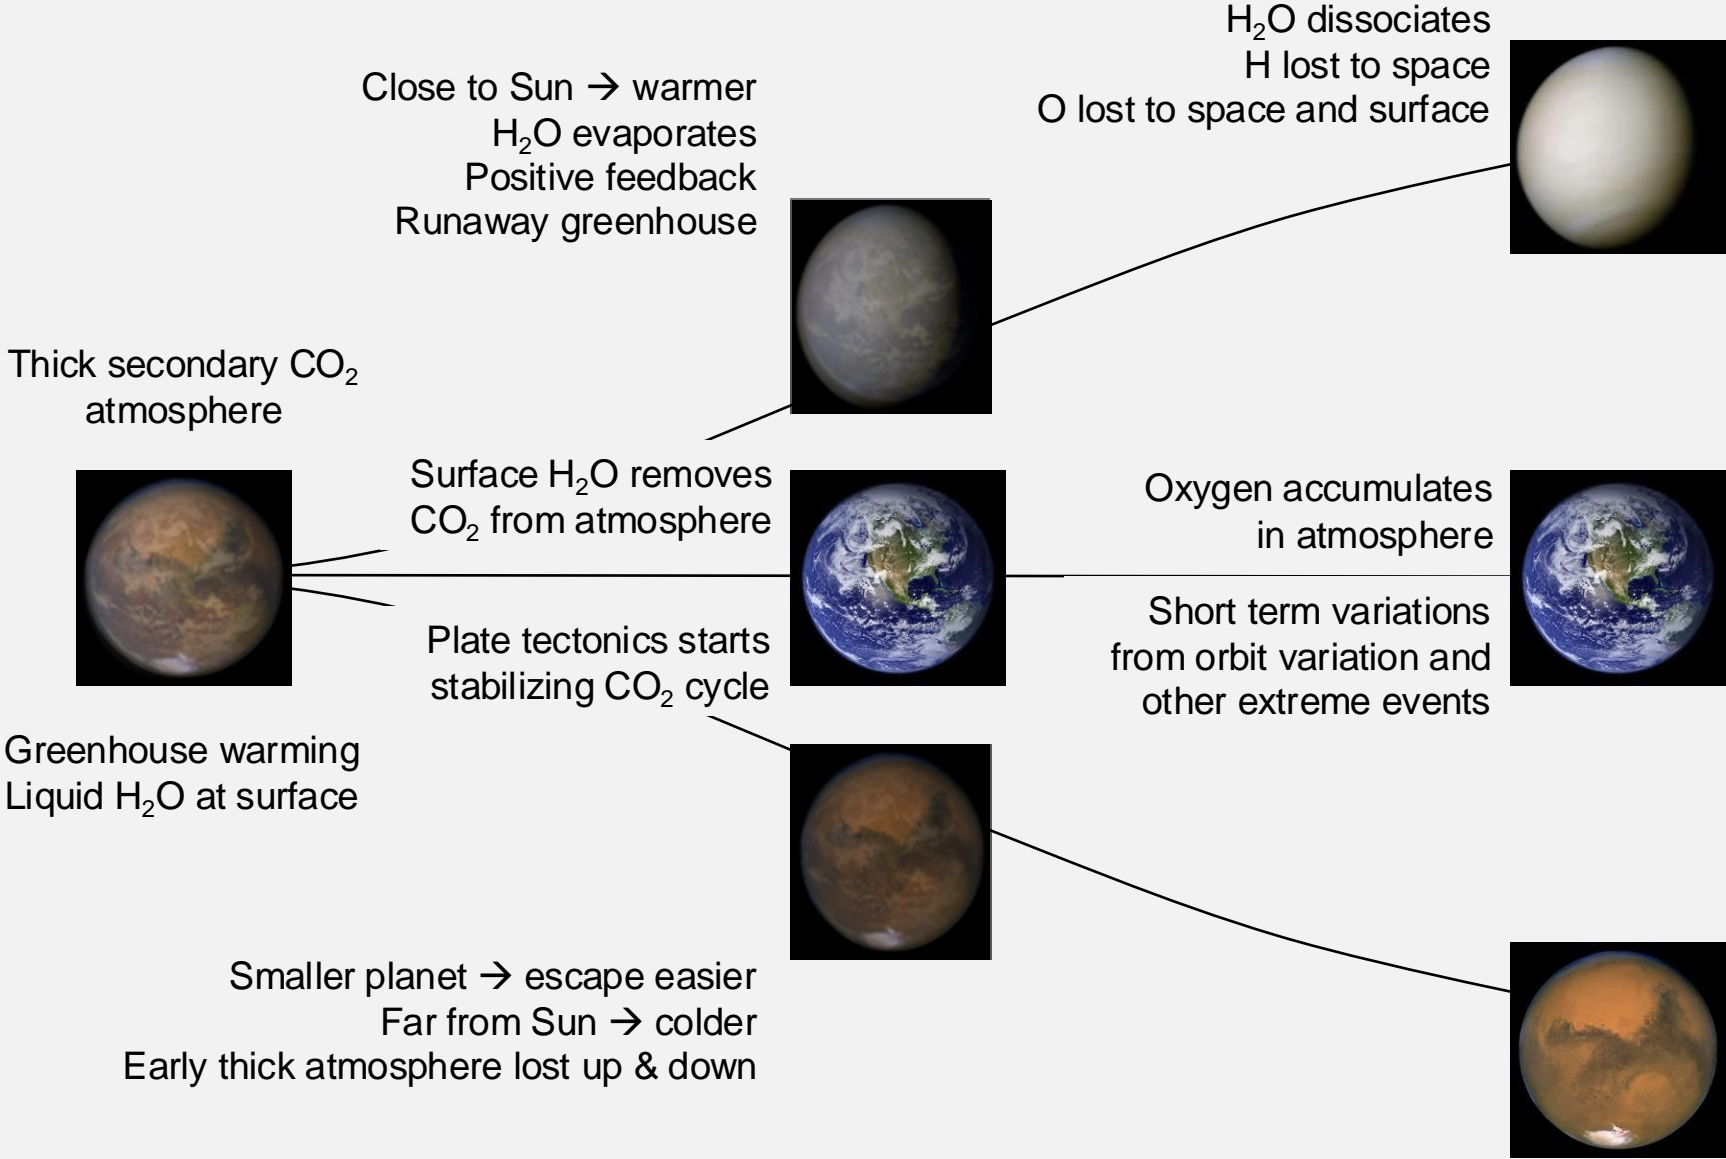 H₂O dissociates
H lost to space
O lost to space and surface
Close to Sun → warmer
H₂O evaporates
Positive feedback
Runaway greenhouse
Thick secondary CO₂
atmosphere
Surface H₂O removes
CO₂ from atmosphere
Oxygen accumulates
in atmosphere
Plate tectonics starts
stabilizing CO₂ cycle
Short term variations
from orbit variation and
other extreme events
Greenhouse warming
Liquid H₂O at surface
Smaller planet → escape easier
Far from Sun → colder
Early thick atmosphere lost up & down